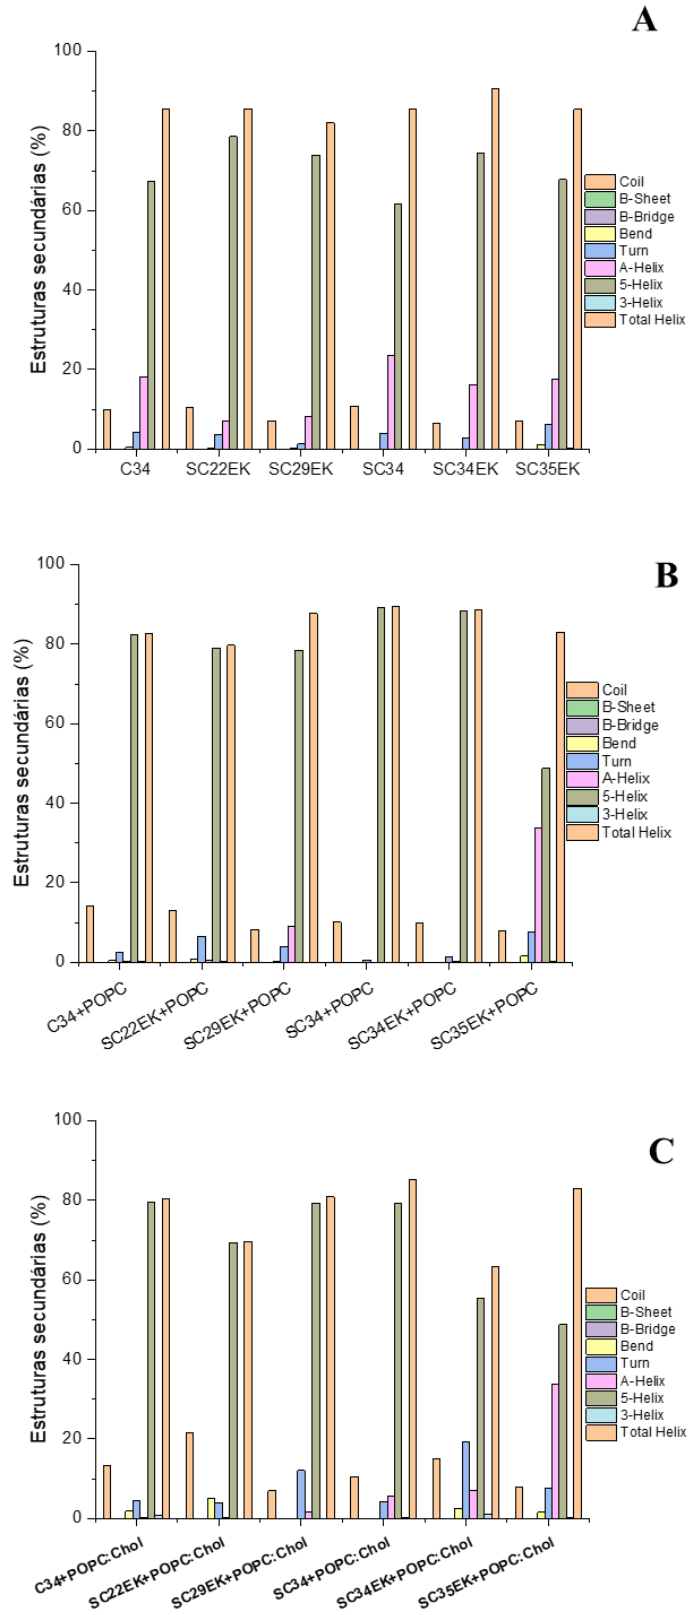 A
Estruturas secundárias (%)
100
80
60
40
20
0
C34
SC22EK
SC29EK
SC34
SC34EK
SC35EK
Coil
B-Sheet
B-Bridge
Bend
Turn
A-Helix
5-Helix
3-Helix
Total Helix
B
Estruturas secundárias (%)
100
80
60
40
20
0
C34+POPC
SC22EK+POPC
SC29EK+POPC
SC34+POPC
SC34EK+POPC
SC35EK+POPC
Coil
B-Sheet
B-Bridge
Bend
Turn
A-Helix
5-Helix
3-Helix
Total Helix
C
Estruturas secundárias (%)
100
80
60
40
20
0
C34+POPC:Chol
SC22EK+POPC:Chol
SC29EK+POPC:Chol
SC34+POPC:Chol
SC34EK+POPC:Chol
SC35EK+POPC:Chol
Coil
B-Sheet
B-Bridge
Bend
Turn
A-Helix
5-Helix
3-Helix
Total Helix